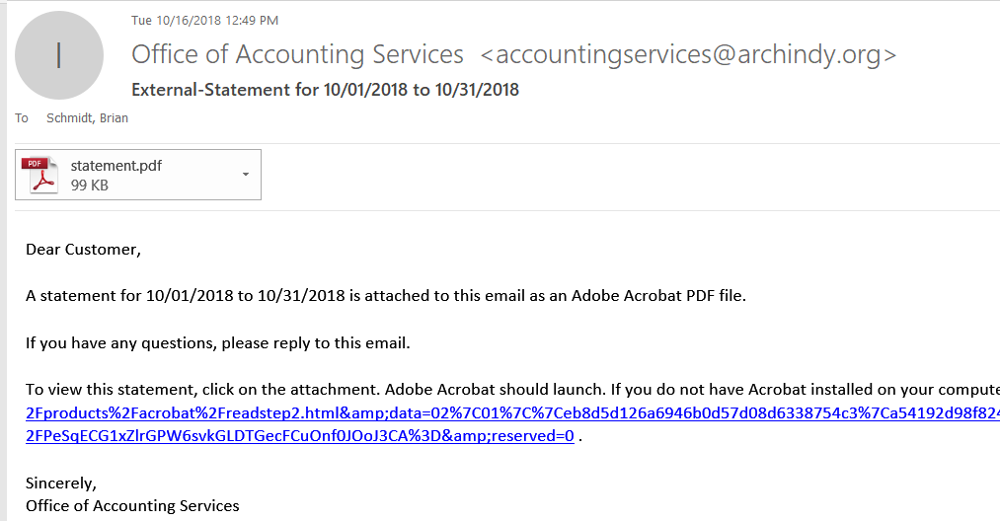 Tue 10/16/2018 12:49 PM
I
Office of Accounting Services <accountingservices@archindy.org>
External-Statement for 10/01/2018 to 10/31/2018
To Schmidt, Brian
PDF
statement.pdf
99 KB
Dear Customer,
A statement for 10/01/2018 to 10/31/2018 is attached to this email as an Adobe Acrobat PDF file.
If you have any questions, please reply to this email.
To view this statement, click on the attachment. Adobe Acrobat should launch. If you do not have Acrobat installed on your compute
2Fproducts%2Facrobat%2Freadstep2.html&amp;data=02%7C01%7C%7Ceb8d5d126a6946b0d57d08d6338754c3%7Ca54192d98f824
2FPeSqECG1xZlrGPW6svkGLDTGecFCuOnf0JOoJ3CA%3D&amp;reserved=0 .
Sincerely,
Office of Accounting Services